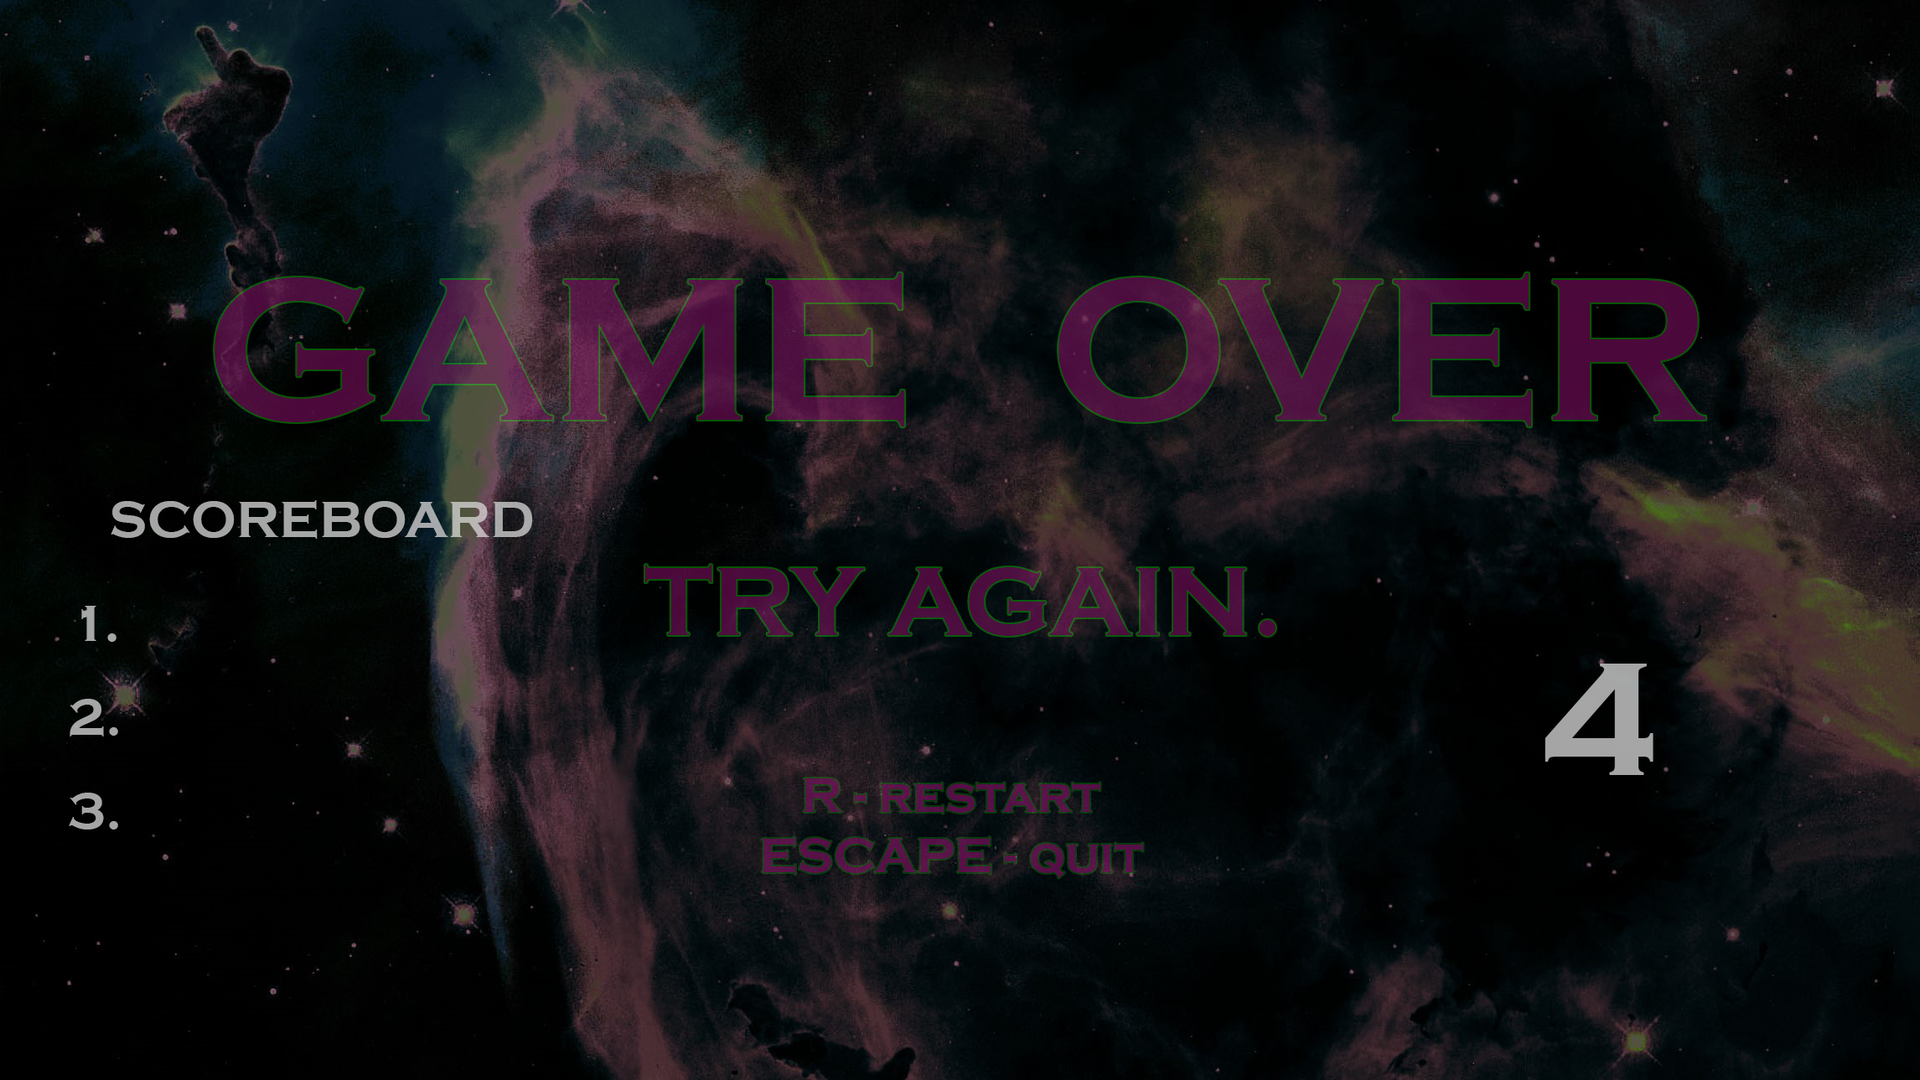 GAME OVER
SCOREBOARD
TRY AGAIN.
1.
2.
3.
4
R - RESTART
ESCAPE - QUIT